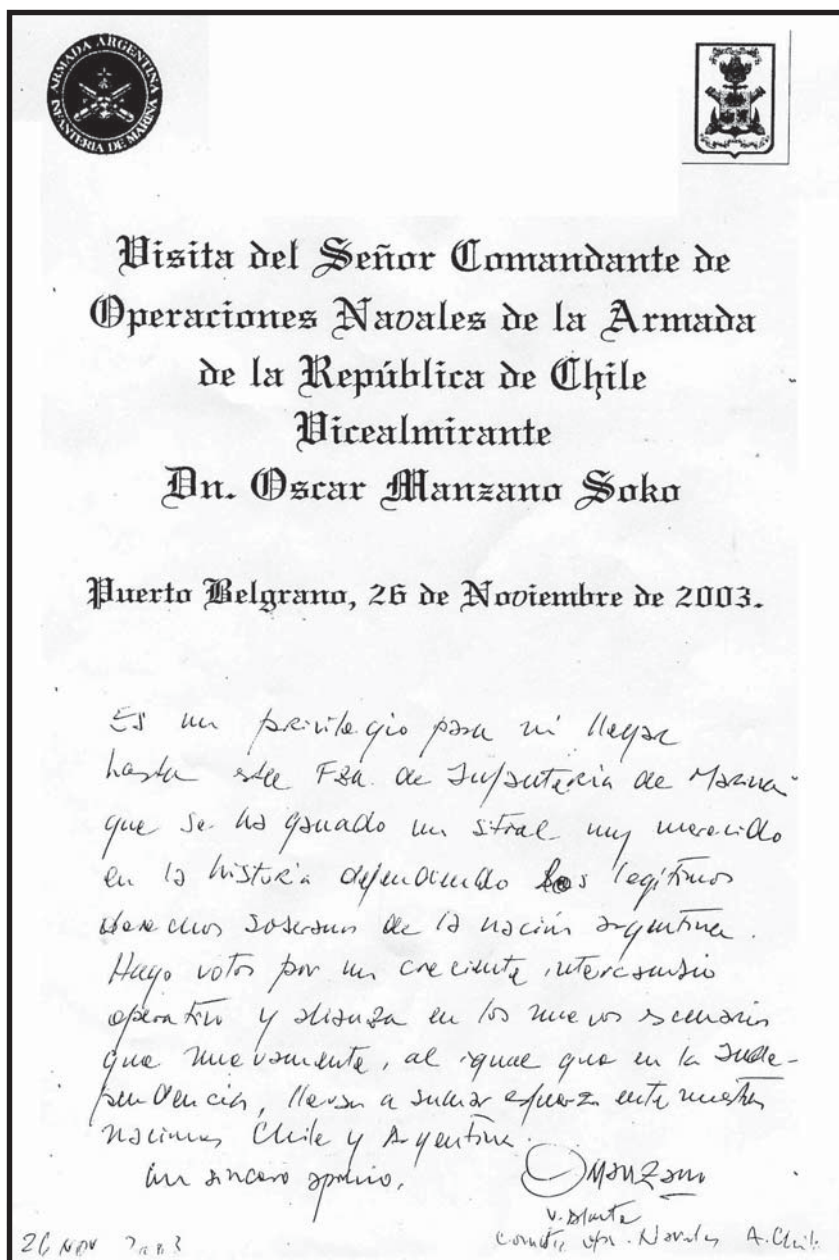 ARMADA ARGENTINA
INFANTERIA DE MARINA
Visita del Señor Comandante de
Operaciones Navales de la Armada
de la República de Chile
Vicealmirante
Dn. Oscar Manzano Soko
Puerto Belgrano, 26 de Noviembre de 2003.
Es un privilegio para mi llegar
hasta esta Fza. de Infantería de Marina
que se ha ganado un sitial muy merecido
en la historia defendiendo los legítimos
derechos soberanos de la nación argentina.
Hago votos por un creciente intercambio
operativo y alianza en los nuevos escenarios
que nuevamente, al igual que en la Inde-
pendencia, llevan a sumar esfuerzos entre nuestras
naciones Chile y Argentina.
Un sincero aprecio,
OManzano
V. Almte
Comte. Ops. Navales A. Chile
26 NOV 2003